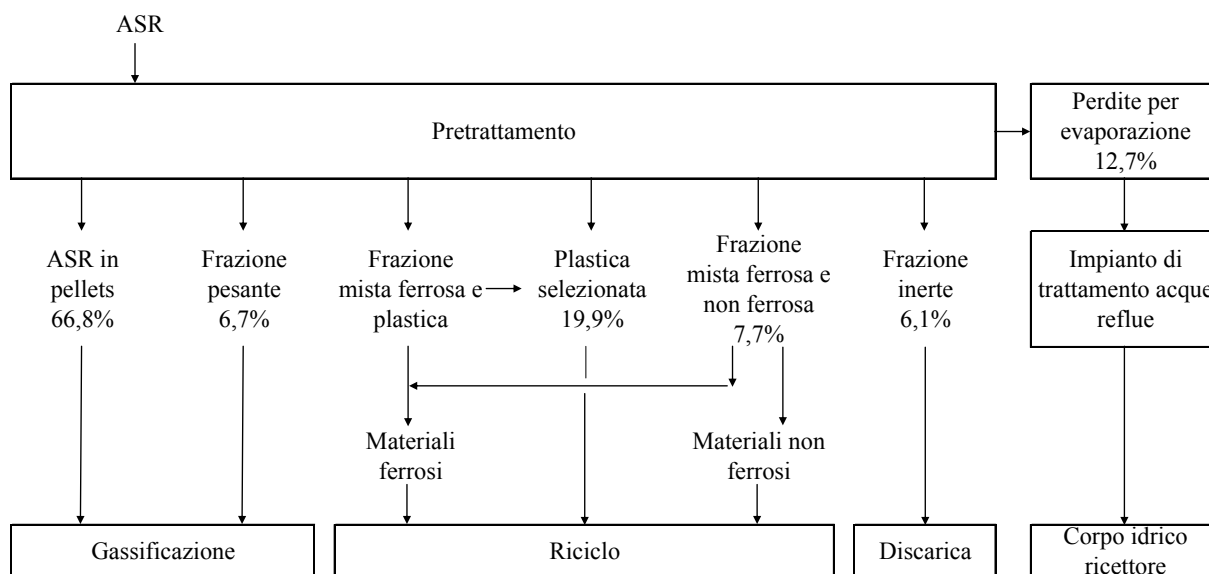 ASR
Pretrattamento
Perdite per
evaporazione
12,7%
ASR in
pellets
66,8%
Frazione
pesante
6,7%
Frazione
mista ferrosa e
plastica
Plastica
selezionata
19,9%
Frazione
mista ferrosa e
non ferrosa
7,7%
Frazione
inerte
6,1%
Impianto di
trattamento acque
reflue
Materiali
ferrosi
Materiali non
ferrosi
Gassificazione
Riciclo
Discarica
Corpo idrico
ricettore